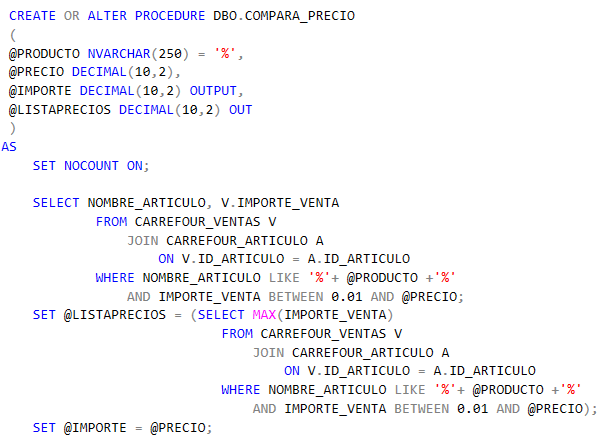 CREATE OR ALTER PROCEDURE DBO.COMPARA_PRECIO
(
@PRODUCTO NVARCHAR(250) = '%',
@PRECIO DECIMAL(10,2),
@IMPORTE DECIMAL(10,2) OUTPUT,
@LISTAPRECIOS DECIMAL(10,2) OUT
)
AS
SET NOCOUNT ON;
SELECT NOMBRE_ARTICULO, V.IMPORTE_VENTA
FROM CARREFOUR_VENTAS V
JOIN CARREFOUR_ARTICULO A
ON V.ID_ARTICULO = A.ID_ARTICULO
WHERE NOMBRE_ARTICULO LIKE '%'+ @PRODUCTO +'%'
AND IMPORTE_VENTA BETWEEN 0.01 AND @PRECIO;
SET @LISTAPRECIOS = (SELECT MAX(IMPORTE_VENTA)
FROM CARREFOUR_VENTAS V
JOIN CARREFOUR_ARTICULO A
ON V.ID_ARTICULO = A.ID_ARTICULO
WHERE NOMBRE_ARTICULO LIKE '%'+ @PRODUCTO +'%'
AND IMPORTE_VENTA BETWEEN 0.01 AND @PRECIO);
SET @IMPORTE = @PRECIO;